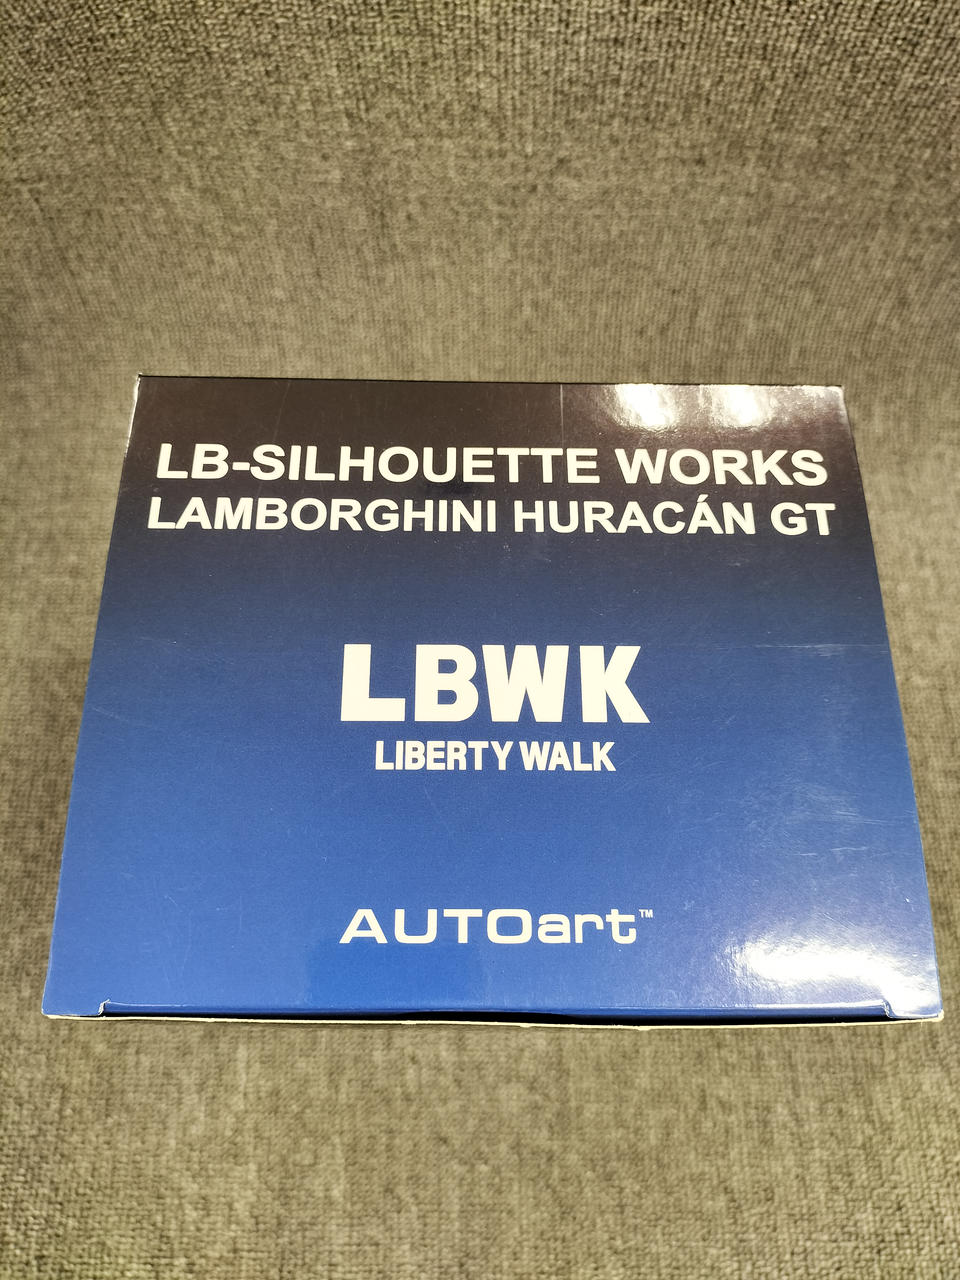 LB-SILHOUETTE WORKS
LAMBORGHINI HURACÁN GT
LBWK
LIBERTY WALK
AUTOart™